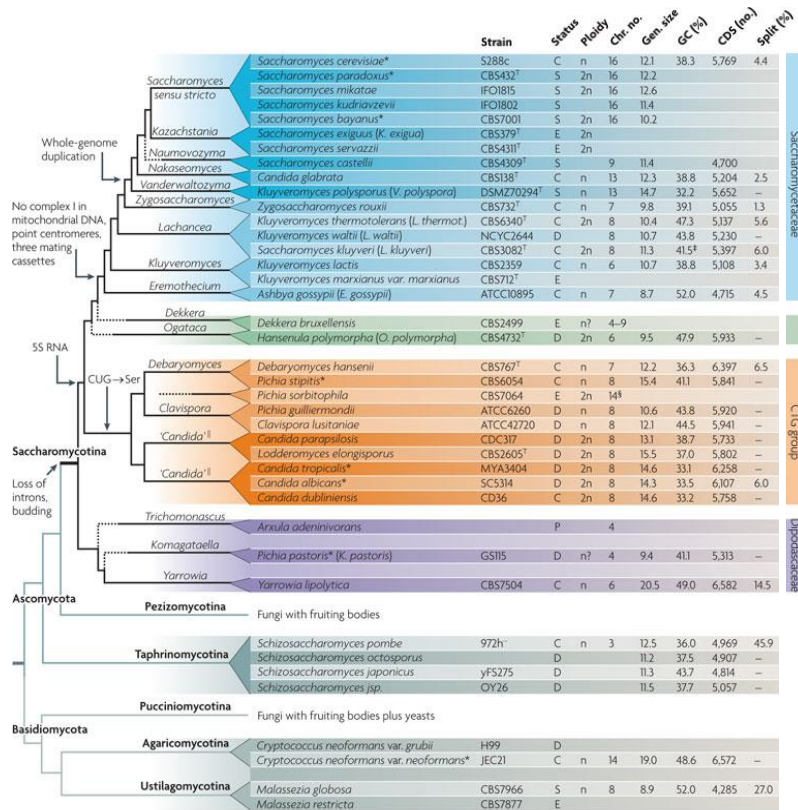 Strain Status Ploidy Chr. no. Gen. size GC (%) CDS (no.) Split (%)
Saccharomyces cerevisiae* S288c C n 16 12.1 38.3 5,769 4.4
Saccharomyces paradoxus* CBS432ᵀ S 2n 16 12.2
Saccharomyces sensu stricto
Saccharomyces mikatae IFO1815 S 2n 16 12.6
Saccharomyces kudriavzevii IFO1802 S 16 11.4
Saccharomyces bayanus* CBS7001 S 2n 16 10.2
Kazachstania
Saccharomyces exiguus (K. exigua) CBS379ᵀ E 2n
Saccharomyces servazzii CBS4311ᵀ E 2n
Whole-genome duplication
Naumovozyma
Saccharomyces castellii CBS4309ᵀ S 9 11.4 4,700
Nakaseomyces
Candida glabrata CBS138ᵀ C n 13 12.3 38.8 5,204 2.5
Vanderwaltozyma
Kluyveromyces polysporus (V. polyspora) DSMZ70294ᵀ S n 13 14.7 32.2 5,652 –
Zygosaccharomyces
Zygosaccharomyces rouxii CBS732ᵀ C n 7 9.8 39.1 5,055 1.3
No complex I in mitochondrial DNA, point centromeres, three mating cassettes
Lachancea
Kluyveromyces thermotolerans (L. thermot.) CBS6340ᵀ C 2n 8 10.4 47.3 5,137 5.6
Kluyveromyces waltii (L. waltii) NCYC2644 D 8 10.7 43.8 5,230 –
Saccharomyces kluyveri (L. kluyveri) CBS3082ᵀ C 2n 8 11.3 41.5‡ 5,397 6.0
Kluyveromyces
Kluyveromyces lactis CBS2359 C n 6 10.7 38.8 5,108 3.4
Kluyveromyces marxianus var. marxianus CBS712ᵀ E
Eremothecium
Ashbya gossypii (E. gossypii) ATCC10895 C n 7 8.7 52.0 4,715 4.5
Saccharomycetaceae
Dekkera
Dekkera bruxellensis CBS2499 E n? 4–9
Ogataea
Hansenula polymorpha (O. polymorpha) CBS4732ᵀ D 2n 6 9.5 47.9 5,933 –
5S RNA
CUG→Ser
Debaryomyces
Debaryomyces hansenii CBS767ᵀ C n 7 12.2 36.3 6,397 6.5
Pichia stipitis* CBS6054 C n 8 15.4 41.1 5,841 –
Pichia sorbitophila CBS7064 E 2n 14§
Clavispora
Pichia guilliermondii ATCC6260 D n 8 10.6 43.8 5,920 –
Clavispora lusitaniae ATCC42720 D n 8 12.1 44.5 5,941 –
'Candida'||
Candida parapsilosis CDC317 D 2n 8 13.1 38.7 5,733 –
Lodderomyces elongisporus CBS2605ᵀ D 2n 8 15.5 37.0 5,802 –
'Candida'||
Candida tropicalis* MYA3404 D 2n 8 14.6 33.1 6,258 –
Candida albicans* SC5314 D 2n 8 14.3 33.5 6,107 6.0
Candida dubliniensis CD36 C 2n 8 14.6 33.2 5,758 –
CTG group
Saccharomycotina
Loss of introns, budding
Trichomonascus
Arxula adeninivorans P 4
Komagataella
Pichia pastoris* (K. pastoris) GS115 D n? 4 9.4 41.1 5,313 –
Yarrowia
Yarrowia lipolytica CBS7504 C n 6 20.5 49.0 6,582 14.5
Dipodascaceae
Ascomycota
Pezizomycotina Fungi with fruiting bodies
Taphrinomycotina
Schizosaccharomyces pombe 972h⁻ C n 3 12.5 36.0 4,969 45.9
Schizosaccharomyces octosporus D 11.2 37.5 4,907 –
Schizosaccharomyces japonicus yFS275 D 11.3 43.7 4,814 –
Schizosaccharomyces jsp. OY26 D 11.5 37.7 5,057 –
Pucciniomycotina Fungi with fruiting bodies plus yeasts
Basidiomycota
Agaricomycotina
Cryptococcus neoformans var. grubii H99 D
Cryptococcus neoformans var. neoformans* JEC21 C n 14 19.0 48.6 6,572 –
Ustilagomycotina
Malassezia globosa CBS7966 S n 8 8.9 52.0 4,285 27.0
Malassezia restricta CBS7877 E